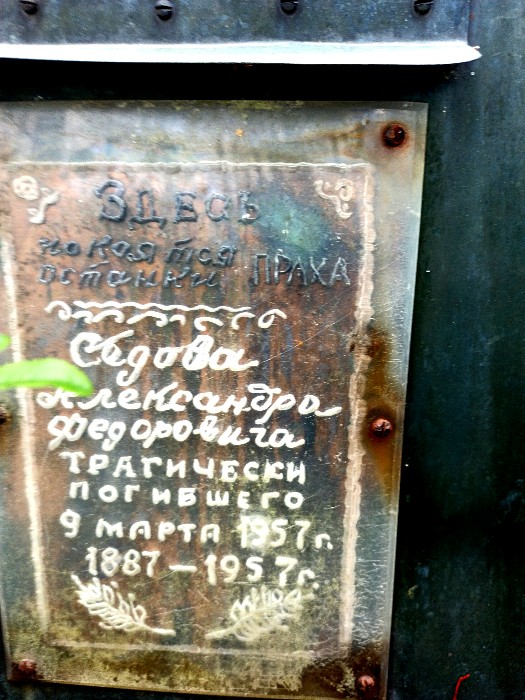 ЗДЕСЬ
покоятся
останки ПРАХА
Седова
Александра
Федоровича
ТРАГИЧЕСКИ
ПОГИБШЕГО
9 МАРТА 1957 г.
1887 — 1957 г.